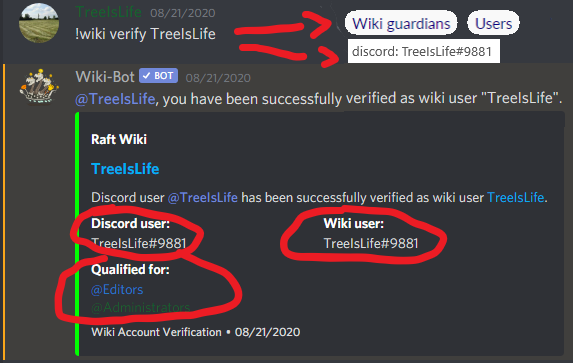 TreeIsLife 08/21/2020
!wiki verify TreeIsLife
Wiki guardians Users
discord: TreeIsLife#9881
Wiki-Bot BOT 08/21/2020
@TreeIsLife, you have been successfully verified as wiki user "TreeIsLife".
Raft Wiki
TreeIsLife
Discord user @TreeIsLife has been successfully verified as wiki user TreeIsLife.
Discord user: Wiki user:
TreeIsLife#9881 TreeIsLife#9881
Qualified for:
@Editors
@Administrators
Wiki Account Verification • 08/21/2020